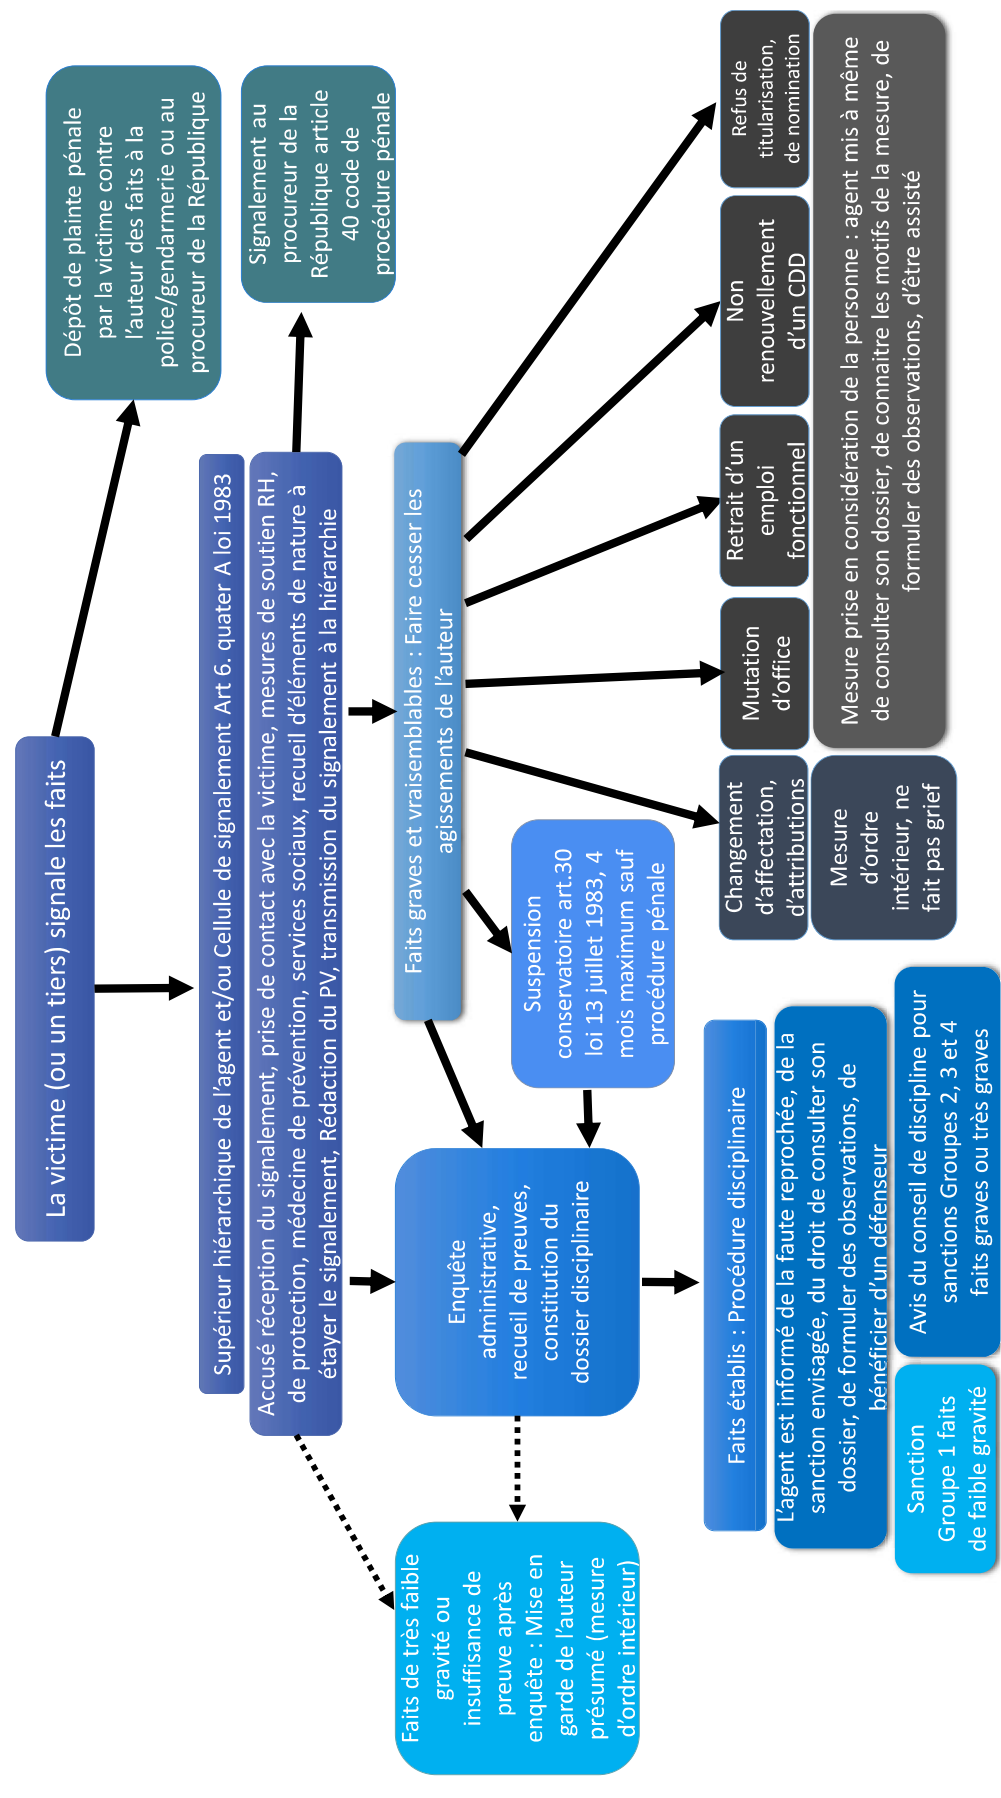 La victime (ou un tiers) signale les faits
Dépôt de plainte pénale
par la victime contre
l’auteur des faits à la
police/gendarmerie ou au
procureur de la République
Supérieur hiérarchique de l’agent et/ou Cellule de signalement Art 6. quater A loi 1983
Accusé réception du signalement, prise de contact avec la victime, mesures de soutien RH,
de protection, médecine de prévention, services sociaux, recueil d’éléments de nature à
étayer le signalement, Rédaction du PV, transmission du signalement à la hiérarchie
Signalement au
procureur de la
République article
40 code de
procédure pénale
Faits de très faible
gravité ou
insuffisance de
preuve après
enquête : Mise en
garde de l’auteur
présumé (mesure
d’ordre intérieur)
Enquête
administrative,
recueil de preuves,
constitution du
dossier disciplinaire
Faits graves et vraisemblables : Faire cesser les
agissements de l’auteur
Suspension
conservatoire art.30
loi 13 juillet 1983, 4
mois maximum sauf
procédure pénale
Faits établis : Procédure disciplinaire
L’agent est informé de la faute reprochée, de la
sanction envisagée, du droit de consulter son
dossier, de formuler des observations, de
bénéficier d’un défenseur
Sanction
Groupe 1 faits
de faible gravité
Avis du conseil de discipline pour
sanctions Groupes 2, 3 et 4
faits graves ou très graves
Changement
d’affectation,
d’attributions
Mutation
d’office
Retrait d’un
emploi
fonctionnel
Non
renouvellement
d’un CDD
Refus de
titularisation,
de nomination
Mesure
d’ordre
intérieur, ne
fait pas grief
Mesure prise en considération de la personne : agent mis à même
de consulter son dossier, de connaitre les motifs de la mesure, de
formuler des observations, d’être assisté